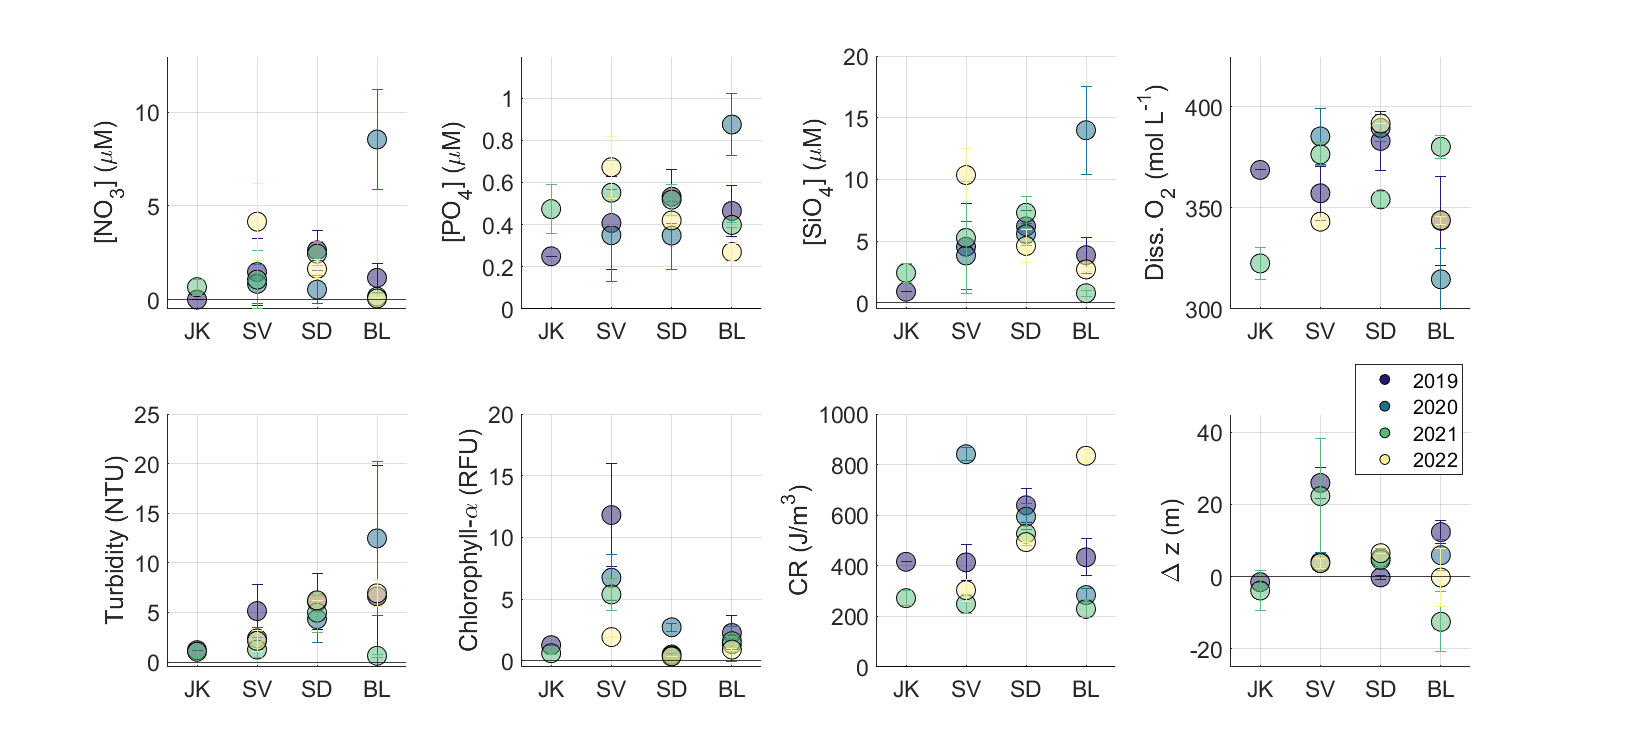 [NO3] (μM)
10
5
0
JK SV SD BL
[PO4] (μM)
1
0.8
0.6
0.4
0.2
0
JK SV SD BL
[SiO4] (μM)
20
15
10
5
0
JK SV SD BL
Diss. O2 (mol L-1)
400
350
300
JK SV SD BL
Turbidity (NTU)
25
20
15
10
5
0
JK SV SD BL
Chlorophyll-α (RFU)
20
15
10
5
0
JK SV SD BL
CR (J/m3)
1000
800
600
400
200
0
JK SV SD BL
Δ z (m)
40
20
0
-20
JK SV SD BL
2019
2020
2021
2022